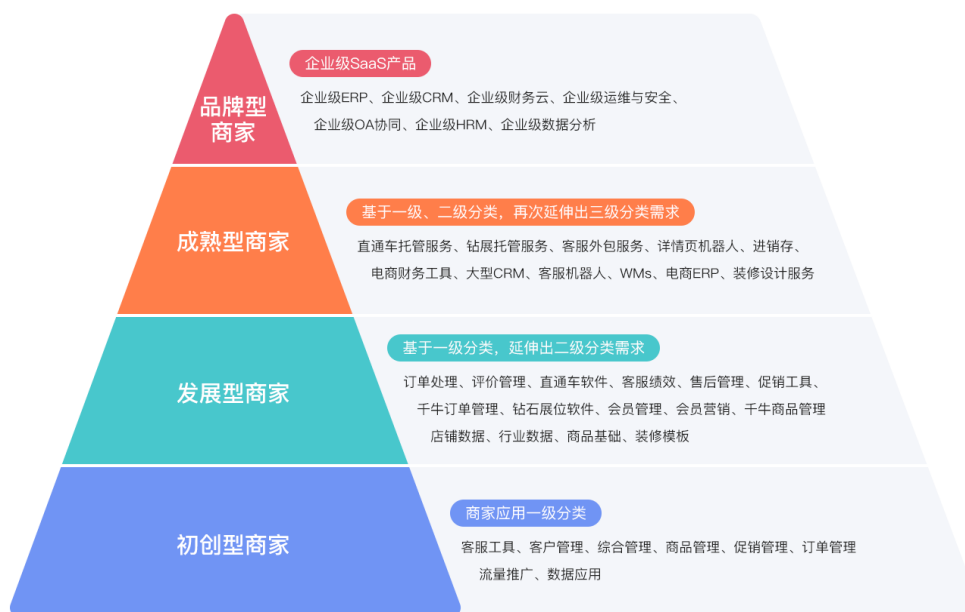 企业级SaaS产品
品牌型
商家
企业级ERP、企业级CRM、企业级财务云、企业级运维与安全、
企业级OA协同、企业级HRM、企业级数据分析
基于一级、二级分类，再次延伸出三级分类需求
成熟型商家
直通车托管服务、钻展托管服务、客服外包服务、详情页机器人、进销存、
电商财务工具、大型CRM、客服机器人、WMs、电商ERP、装修设计服务
基于一级分类，延伸出二级分类需求
发展型商家
订单处理、评价管理、直通车软件、客服绩效、售后管理、促销工具、
千牛订单管理、钻石展位软件、会员管理、会员营销、千牛商品管理
店铺数据、行业数据、商品基础、装修模板
商家应用一级分类
初创型商家
客服工具、客户管理、综合管理、商品管理、促销管理、订单管理
流量推广、数据应用